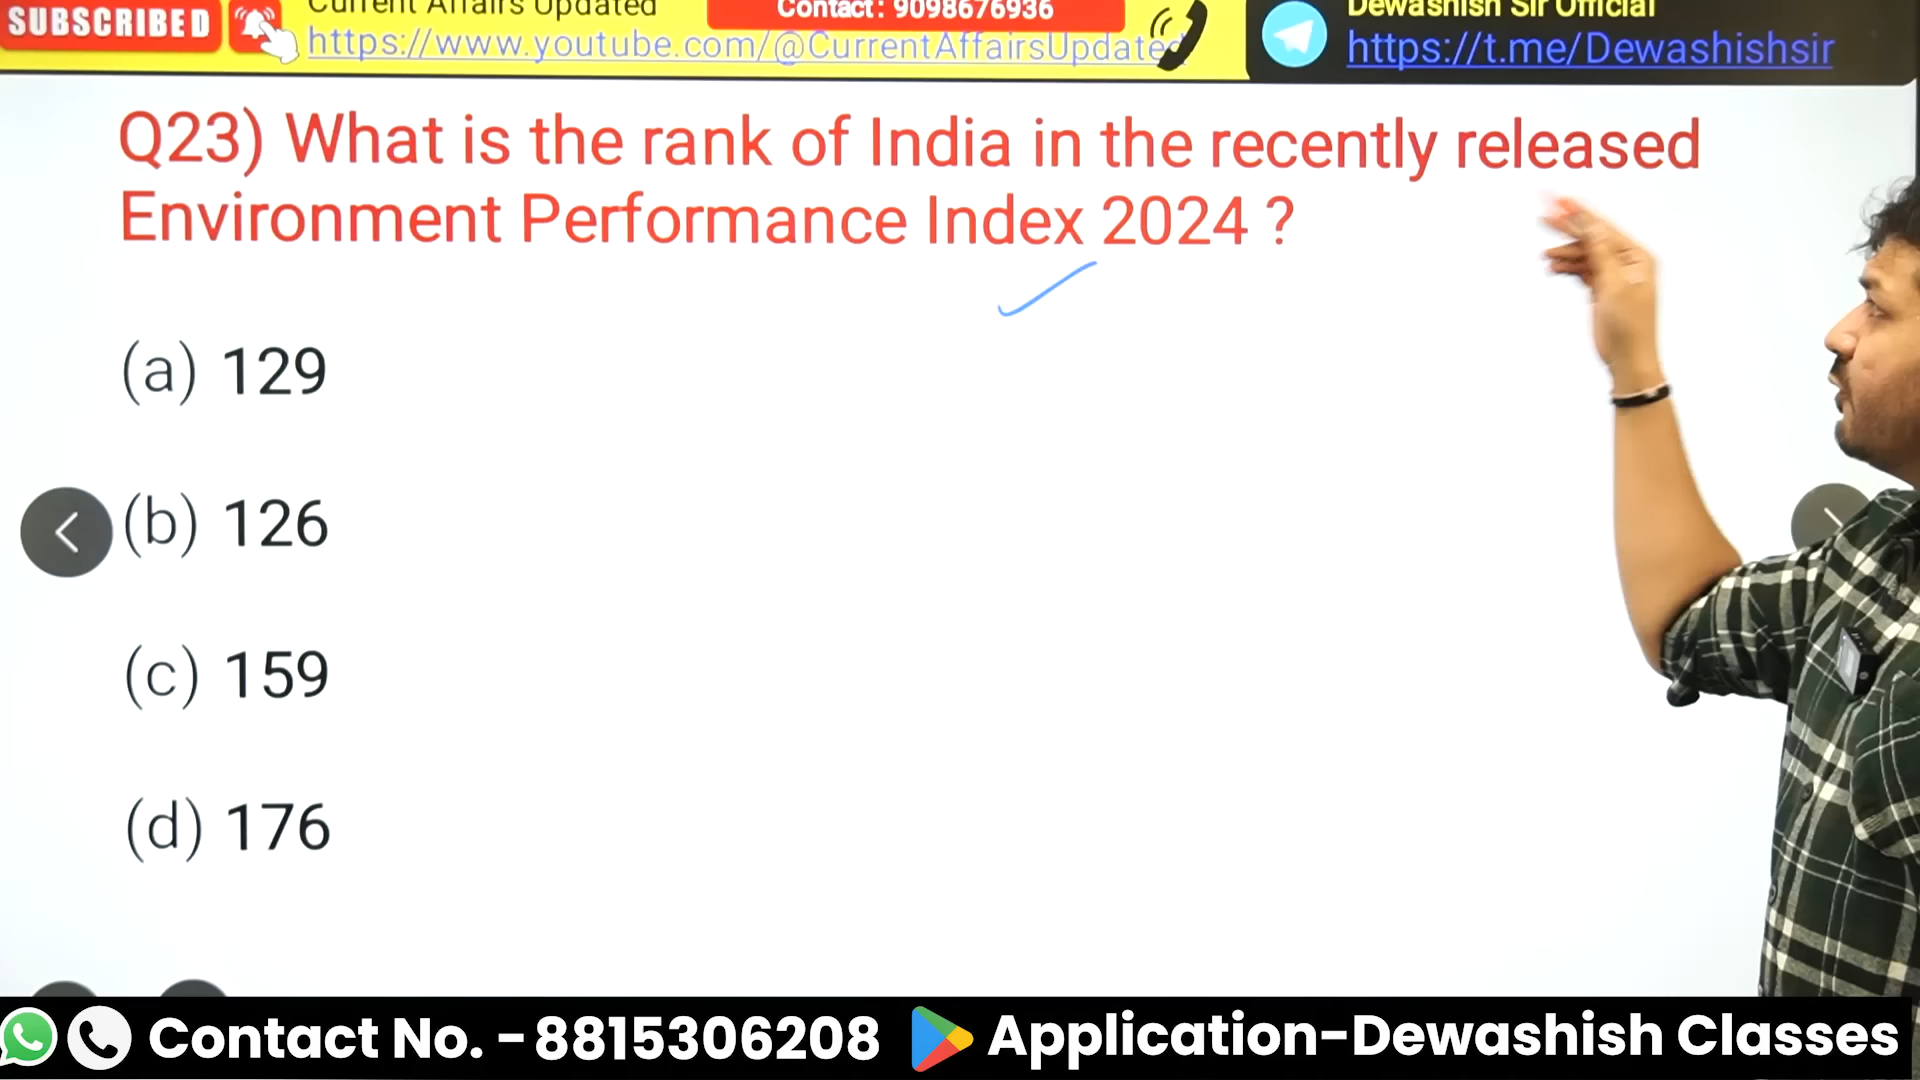 SUBSCRIBED
Current Affairs Updated
https://www.youtube.com/@CurrentAffairsUpdated
Contact: 9098676936
Dewashish Sir Official
https://t.me/Dewashishsir
Q23) What is the rank of India in the recently released
Environment Performance Index 2024 ?
(a) 129
(b) 126
(c) 159
(d) 176
Contact No. - 8815306208
Application-Dewashish Classes